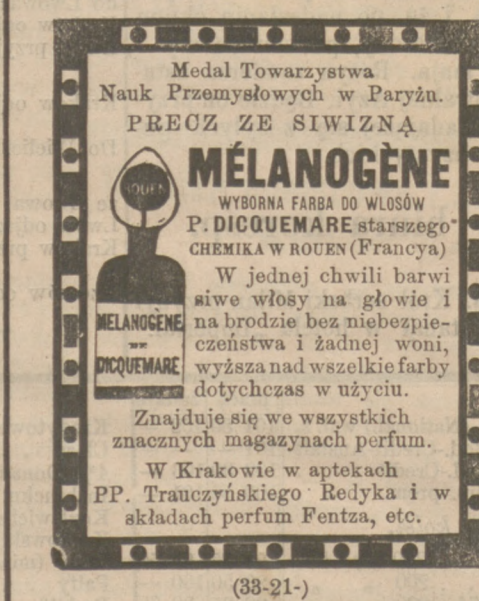 Medal Towarzystwa
Nauk Przemysłowych w Paryżu.
PRECZ ZE SIWIZNĄ
MÉLANOGÈNE
WYBORNA FARBA DO WLOSÓW
P. DICQUEMARE starszego
CHEMIKA W ROUEN (Francya)
W jednej chwili barwi
siwe włosy na głowie i
na brodzie bez niebezpie-
czeństwa i żadnej woni,
wyższa nad wszelkie farby
dotychczas w użyciu.
ROUEN
MELANOGÈNE
DE
DICQUEMARE
Znajduje się we wszystkich
znacznych magazynach perfum.
W Krakowie w aptekach
PP. Trauczyńskiego Redyka i w
składach perfum Fentza, etc.
(33-21-)